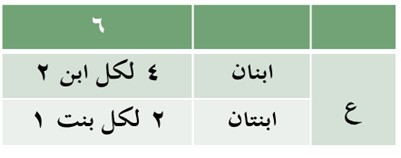 ٦
ابنان ٤ لكل ابن ٢
ع
ابنتان ٢ لكل بنت ١